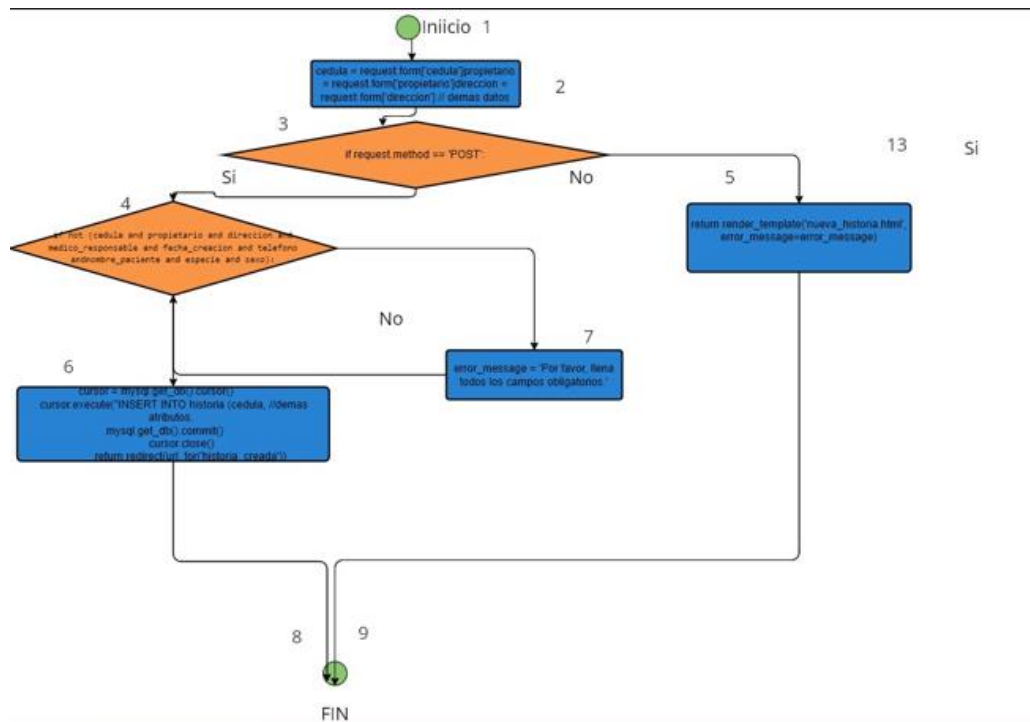 Iniicio 1
cedula = request.form['cedula']propietario
= request.form['propietario']direccion =
request.form['direccion'] // demas datos
2
3
if request.method == 'POST':
13
Si
Si
No
5
4
if not (cedula and propietario and direccion and
medico_responsable and fecha_creacion and telefono
andnombre_paciente and especie and sexo):
return render_template('nueva_historia.html',
error_message=error_message)
No
7
error_message = "Por favor, llena
todos los campos obligatorios."
6
cursor = mysql.get_db().cursor()
cursor.execute("INSERT INTO historia (cedula, //demas
atributos.
mysql.get_db().commit()
cursor.close()
return redirect(url_for('historia_creada'))
8
9
FIN